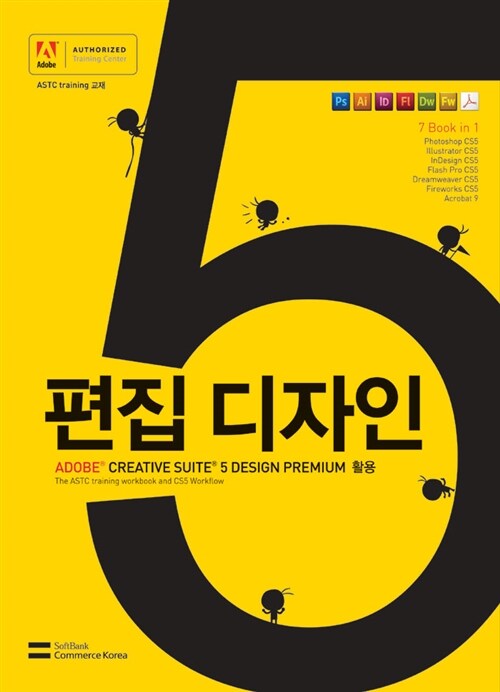 Adobe
AUTHORIZED
Training Center
ASTC training 교재
Ps Ai ID Fl Dw Fw
7 Book in 1
Photoshop CS5
Illustrator CS5
InDesign CS5
Flash Pro CS5
Dreamweaver CS5
Fireworks CS5
Acrobat 9
5
편집 디자인
ADOBE® CREATIVE SUITE® 5 DESIGN PREMIUM 활용
The ASTC training workbook and CS5 Workflow
SoftBank
Commerce Korea